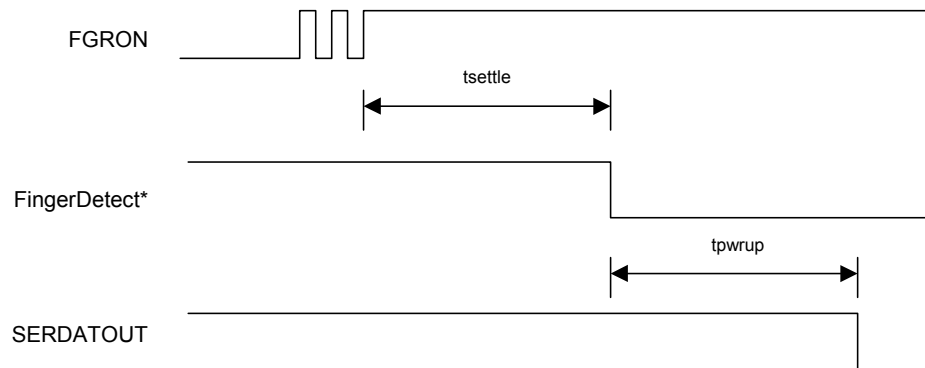 FGRON
tsettle
FingerDetect*
tpwrup
SERDATOUT